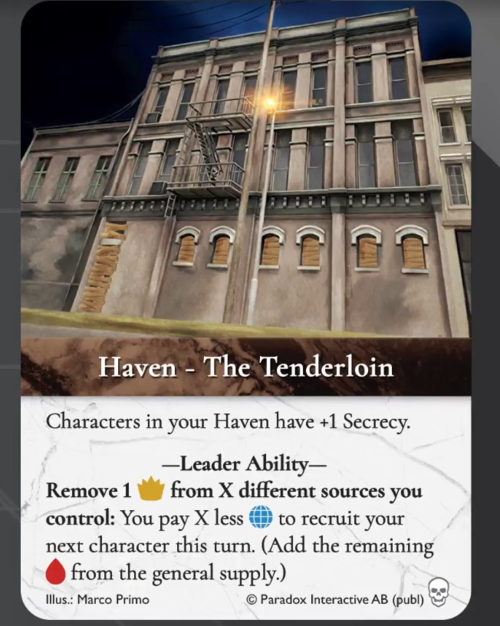 Haven - The Tenderloin
Characters in your Haven have +1 Secrecy.
—Leader Ability—
Remove 1 from X different sources you
control: You pay X less to recruit your
next character this turn. (Add the remaining
from the general supply.)
Illus.: Marco Primo © Paradox Interactive AB (publ)